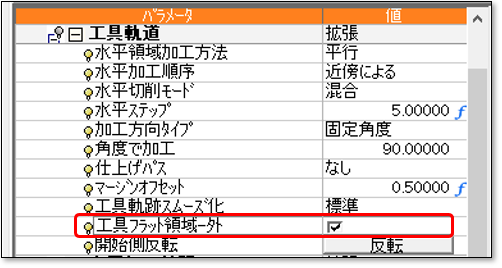 パラメータ 値
工具軌道 拡張
水平領域加工方法 平行
水平加工順序 近傍による
水平切削モード 混合
水平ステップ 5.00000 f
加工方向タイプ 固定角度
角度で加工 90.00000
仕上げパス なし
マージンオフセット 0.50000 f
工具軌跡スムーズ化 標準
工具フラット領域-外
開始側反転 反転